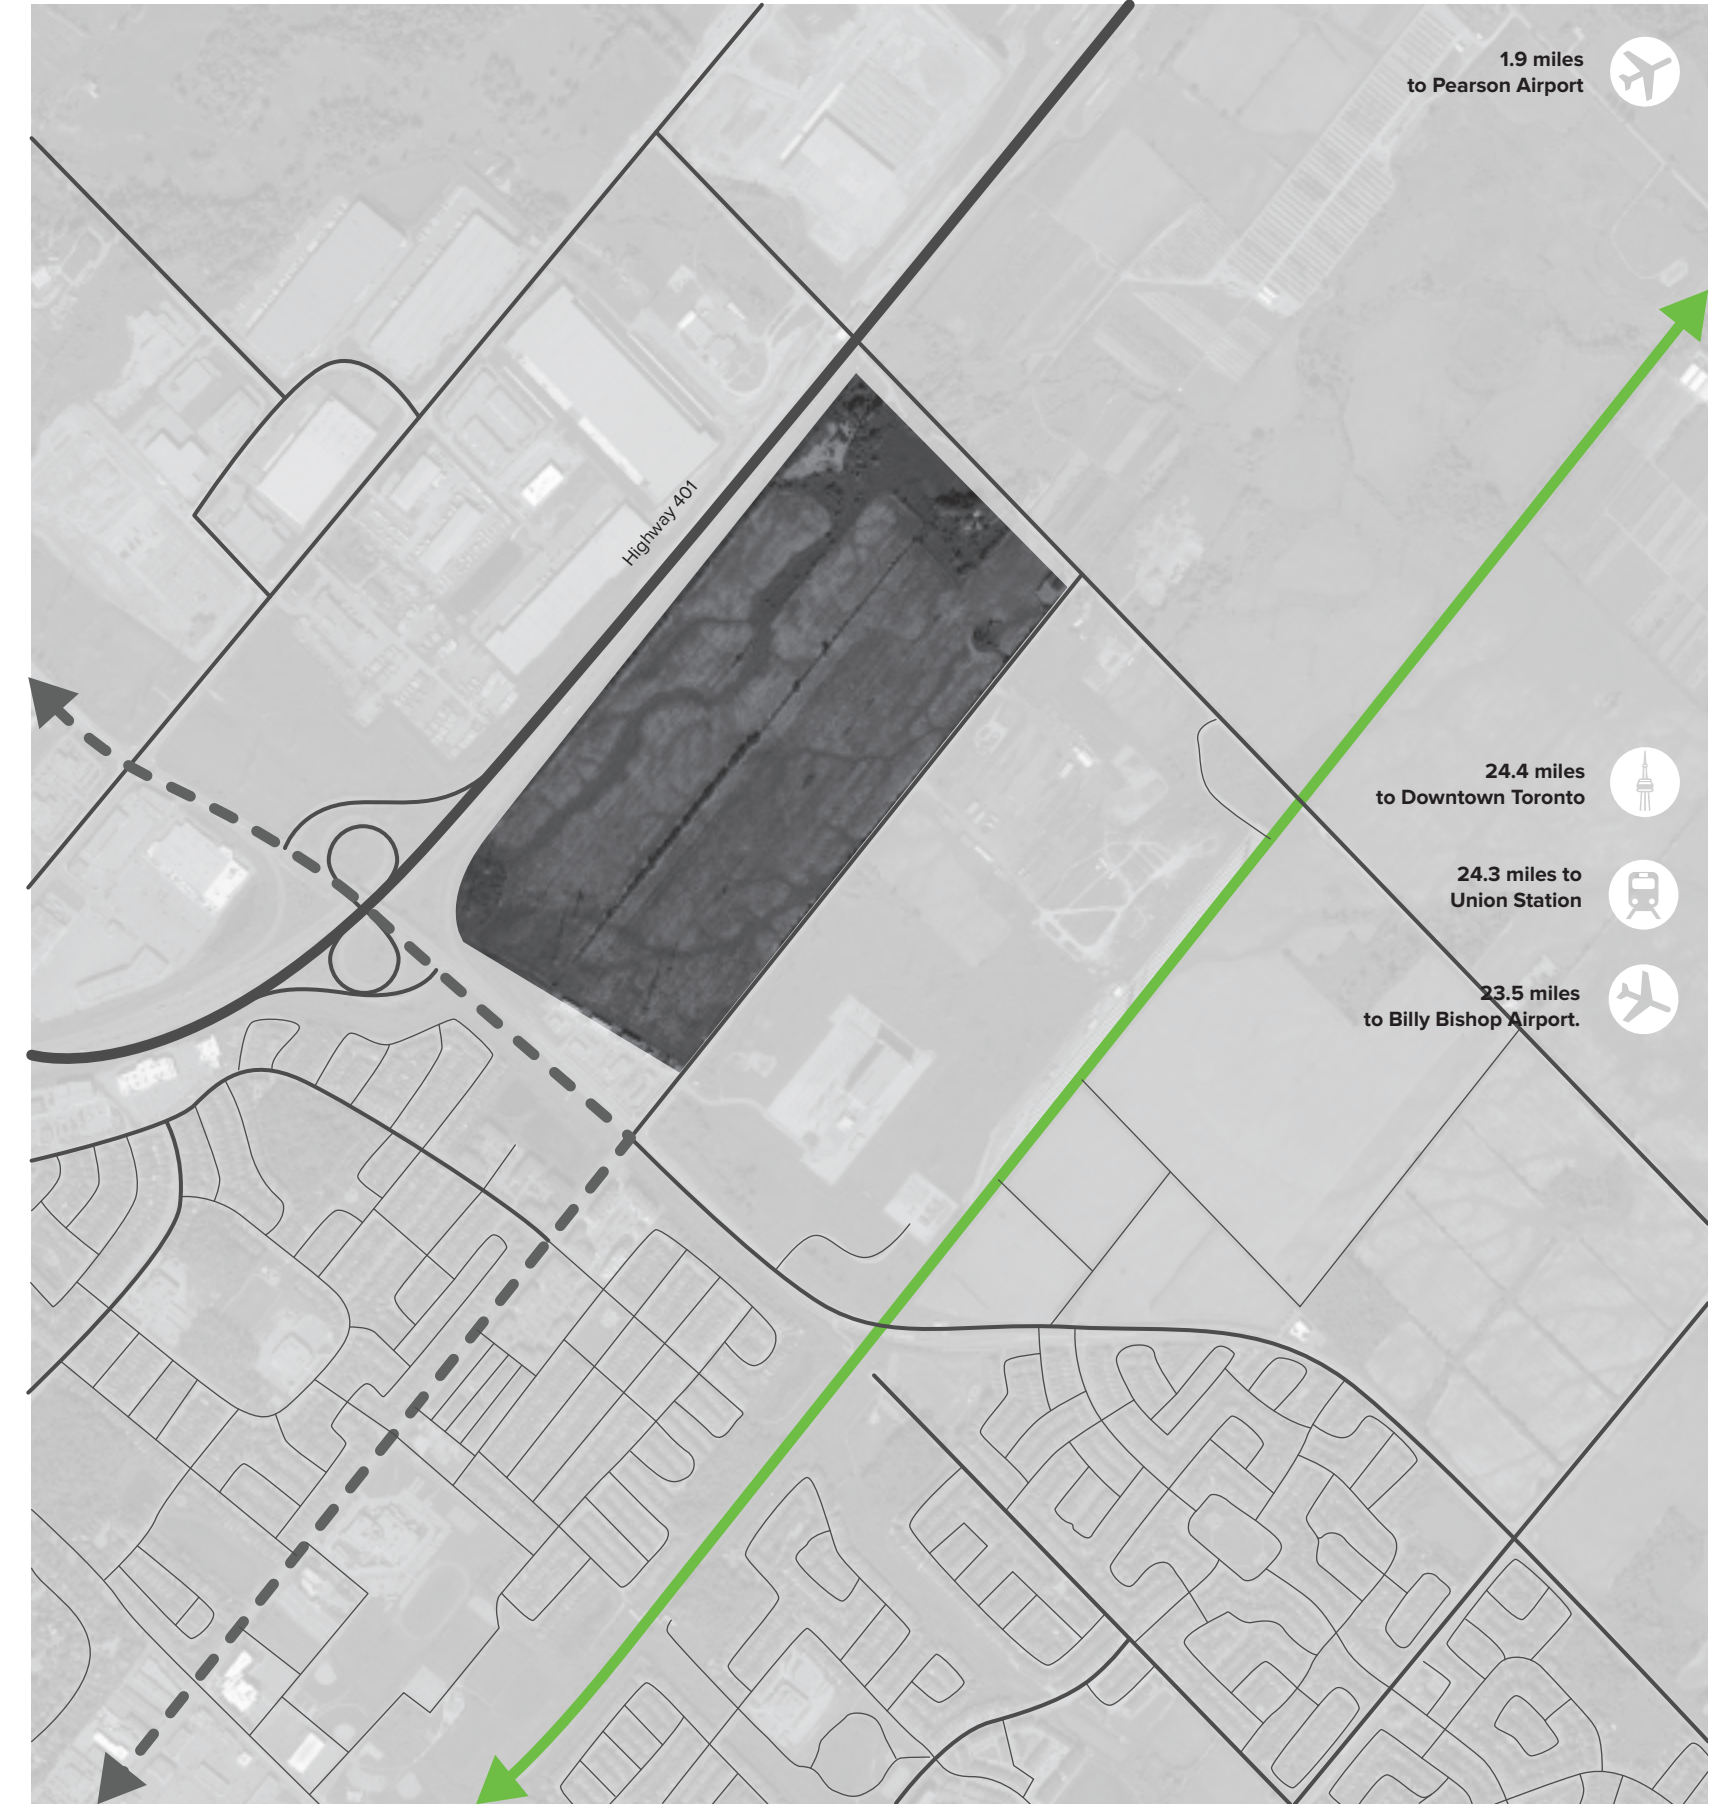 1.9 miles
to Pearson Airport
Highway 401
24.4 miles
to Downtown Toronto
24.3 miles to
Union Station
23.5 miles
to Billy Bishop Airport.